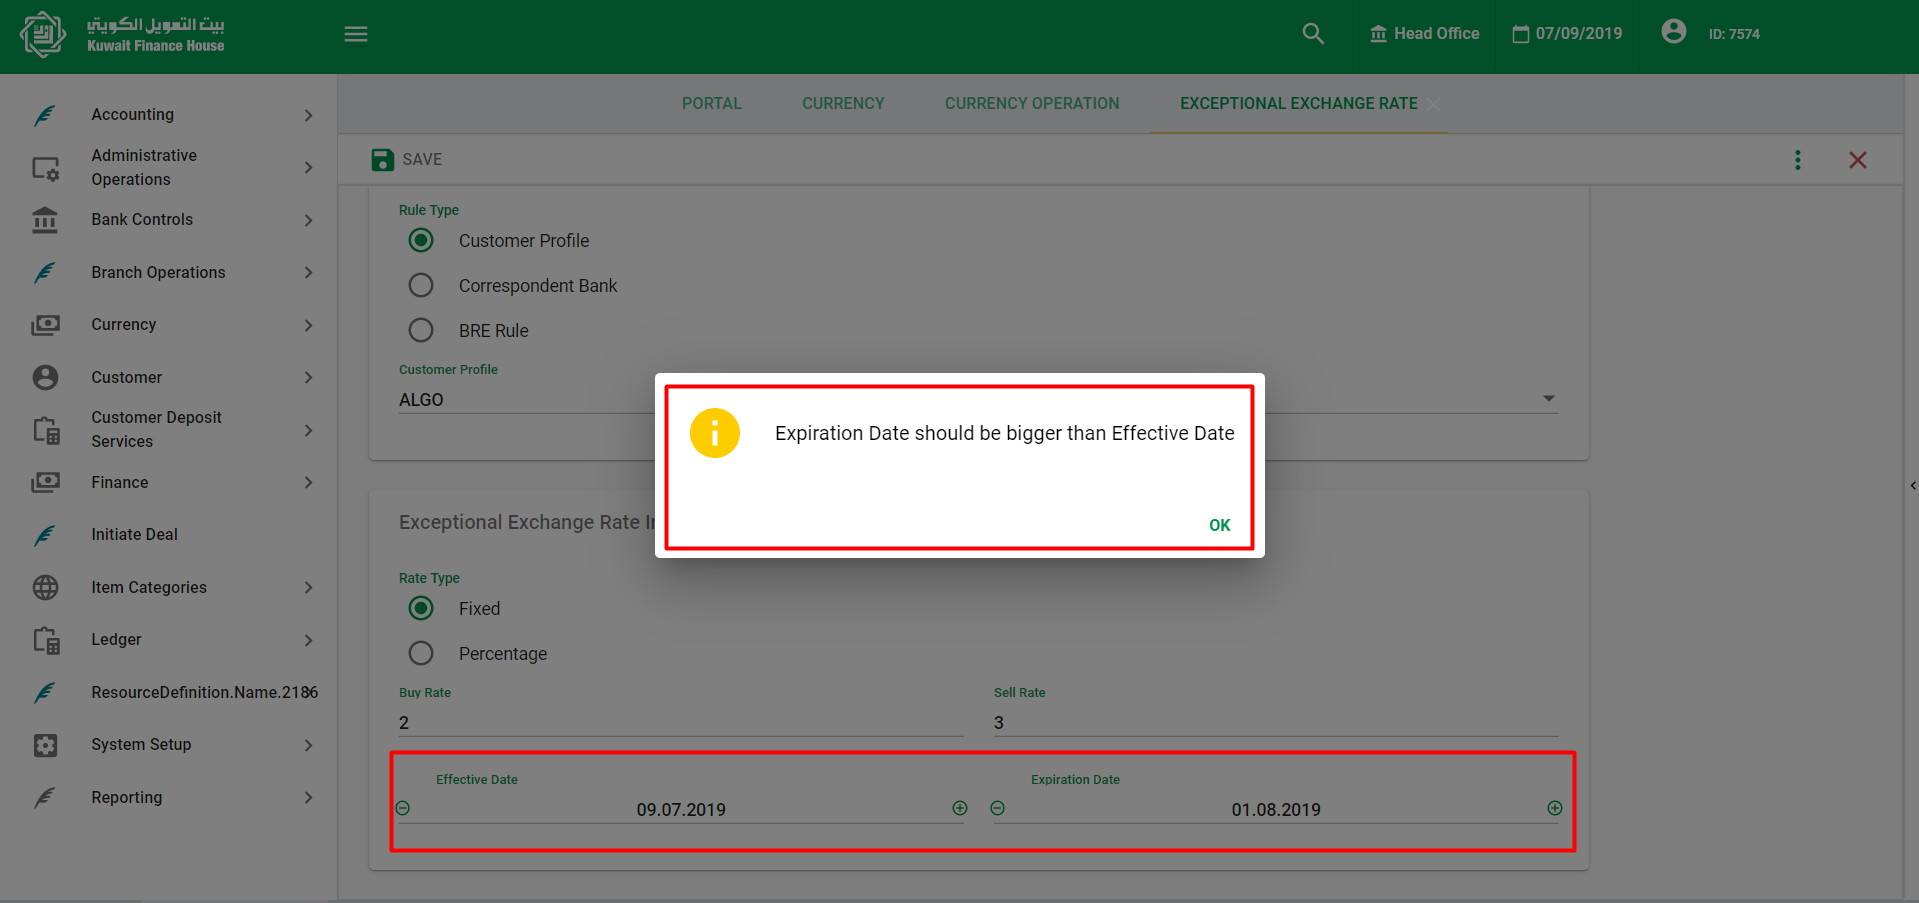 بيت التمويل الكويتي
Kuwait Finance House
Head Office
07/09/2019
ID: 7574
Accounting
Administrative
Operations
Bank Controls
Branch Operations
Currency
Customer
Customer Deposit
Services
Finance
Initiate Deal
Item Categories
Ledger
ResourceDefinition.Name.2186
System Setup
Reporting
PORTAL
CURRENCY
CURRENCY OPERATION
EXCEPTIONAL EXCHANGE RATE
SAVE
Rule Type
Customer Profile
Correspondent Bank
BRE Rule
Customer Profile
ALGO
Expiration Date should be bigger than Effective Date
OK
Exceptional Exchange Rate
Rate Type
Fixed
Percentage
Buy Rate
2
Sell Rate
3
Effective Date
09.07.2019
Expiration Date
01.08.2019